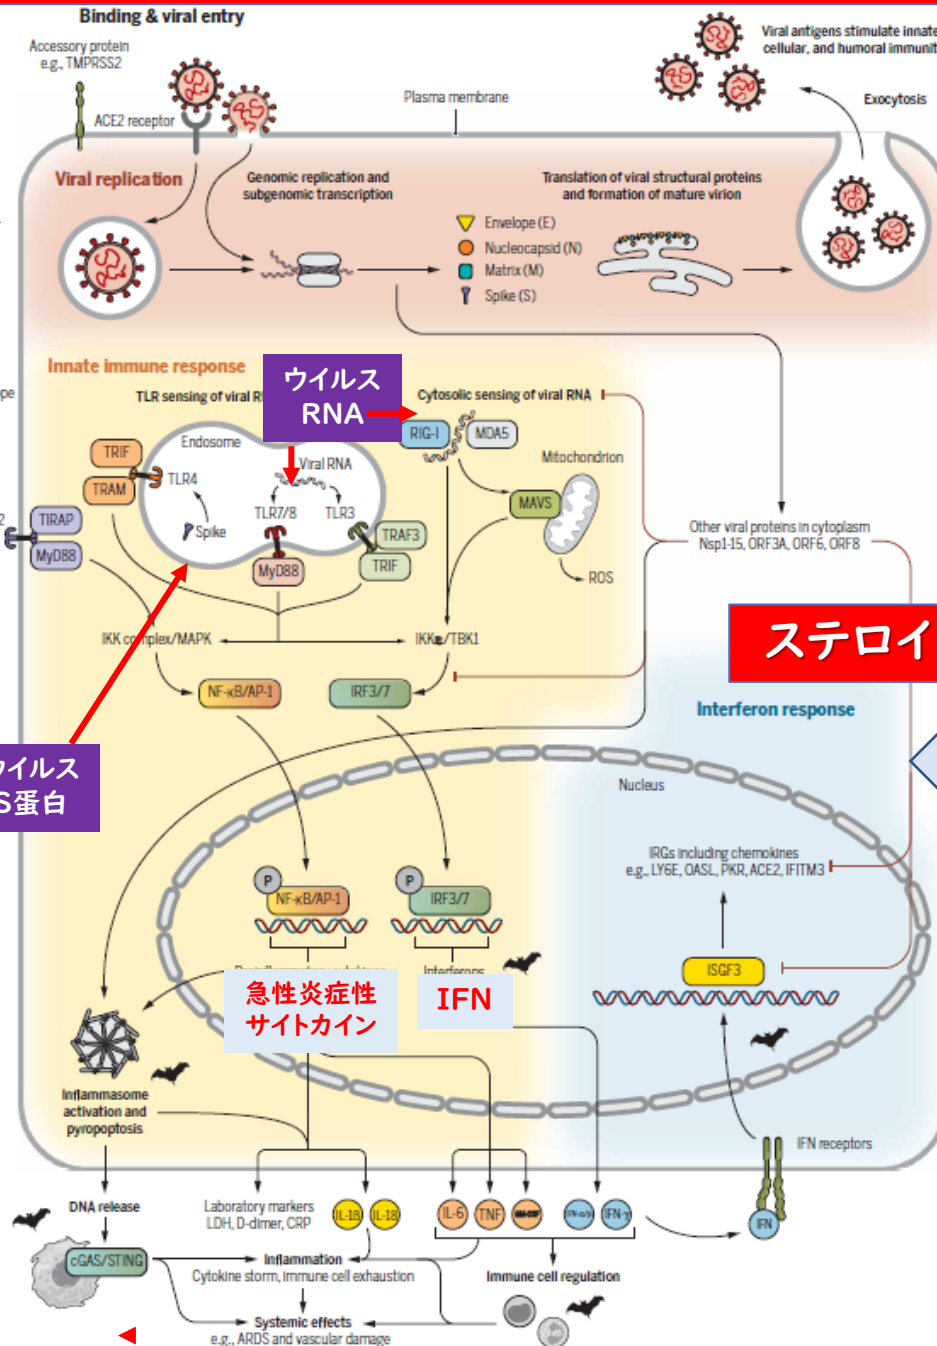 Binding & viral entry
Accessory protein
e.g., TMPRSS2
ACE2 receptor
Plasma membrane
Viral antigens stimulate innate
cellular, and humoral immunit
Exocytosis
Viral replication
Genomic replication and
subgenomic transcription
Translation of viral structural proteins
and formation of mature virion
Envelope (E)
Nucleocapsid (N)
Matrix (M)
Spike (S)
Innate immune response
ウイルス
RNA
TLR sensing of viral R
Cytosolic sensing of viral RNA
RIG-I
MDA5
Endosome
TRIF
TRAM
TLR4
Viral RNA
TLR7/8
TLR3
Spike
Mitochondrion
MAVS
ROS
TIRAP
MyD88
MyD88
TRAF3
TRIF
Other viral proteins in cytoplasm
Nsp1-15, ORF3A, ORF6, ORF8
IKK complex/MAPK
IKKε/TBK1
ステロイ
NF-κB/AP-1
IRF3/7
Interferon response
ウイルス
S蛋白
Nucleus
IRGs including chemokines
e.g., LY6E, OASL, PKR, ACE2, IFITM3
P
NF-κB/AP-1
P
IRF3/7
ISGF3
Interferons
急性炎症性
サイトカイン
IFN
Inflammasome
activation and
pyropoptosis
IFN receptors
IFN
DNA release
cGAS/STING
Laboratory markers
LDH, D-dimer, CRP
IL-1β
IL-18
IL-6
TNF
GM-CSF
IFN-α/β
IFN-γ
Inflammation
Cytokine storm, immune cell exhaustion
Immune cell regulation
Systemic effects
e.g., ARDS and vascular damage